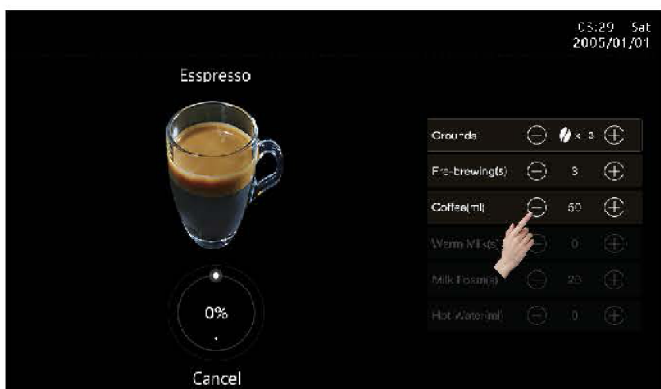 03:29 Sat
2005/01/01
Esspresso
Grounds x 3
Pre-brewing(s) 3
Coffee(ml) 50
Warm Milk(s) 0
Milk Foam(s) 20
Hot Water(ml) 0
0%
Cancel